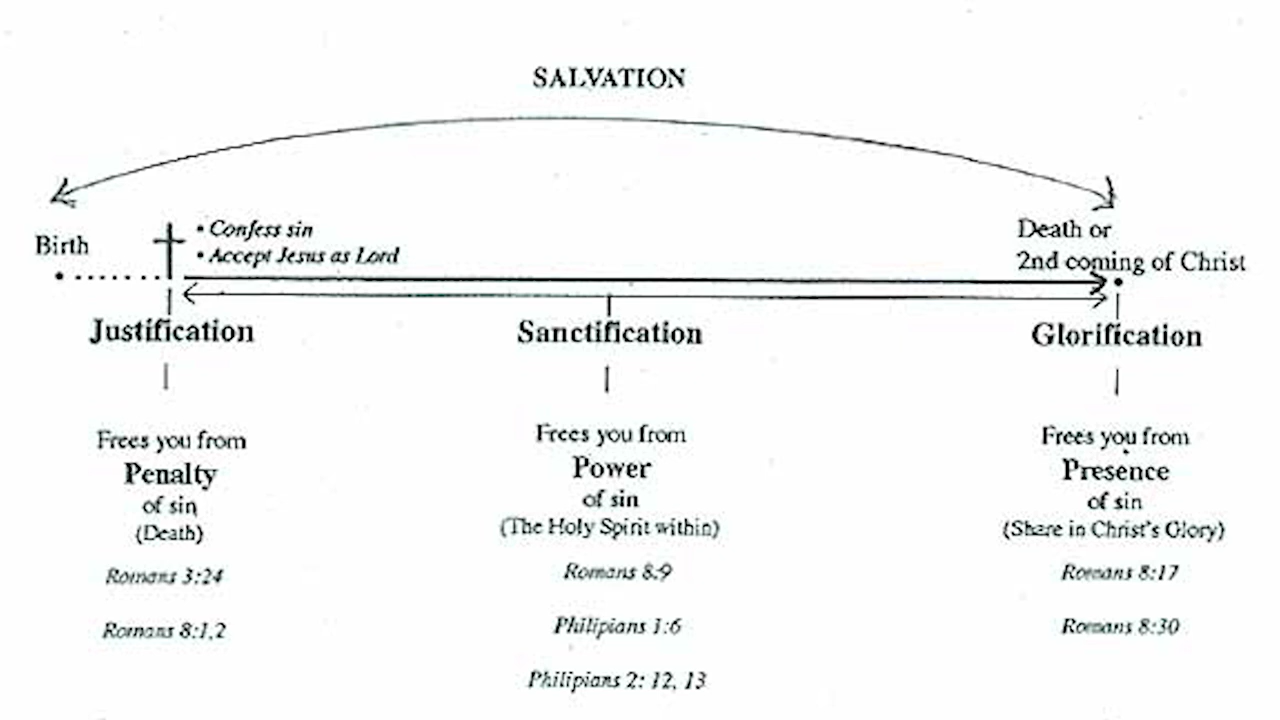 SALVATION
Birth
• Confess sin
• Accept Jesus as Lord
Death or
2nd coming of Christ
Justification
Sanctification
Glorification
Frees you from
Penalty
of sin
(Death)
Romans 3:24
Romans 8:1,2
Frees you from
Power
of sin
(The Holy Spirit within)
Romans 8:9
Philipians 1:6
Philipians 2: 12, 13
Frees you from
Presence
of sin
(Share in Christ's Glory)
Romans 8:17
Romans 8:30